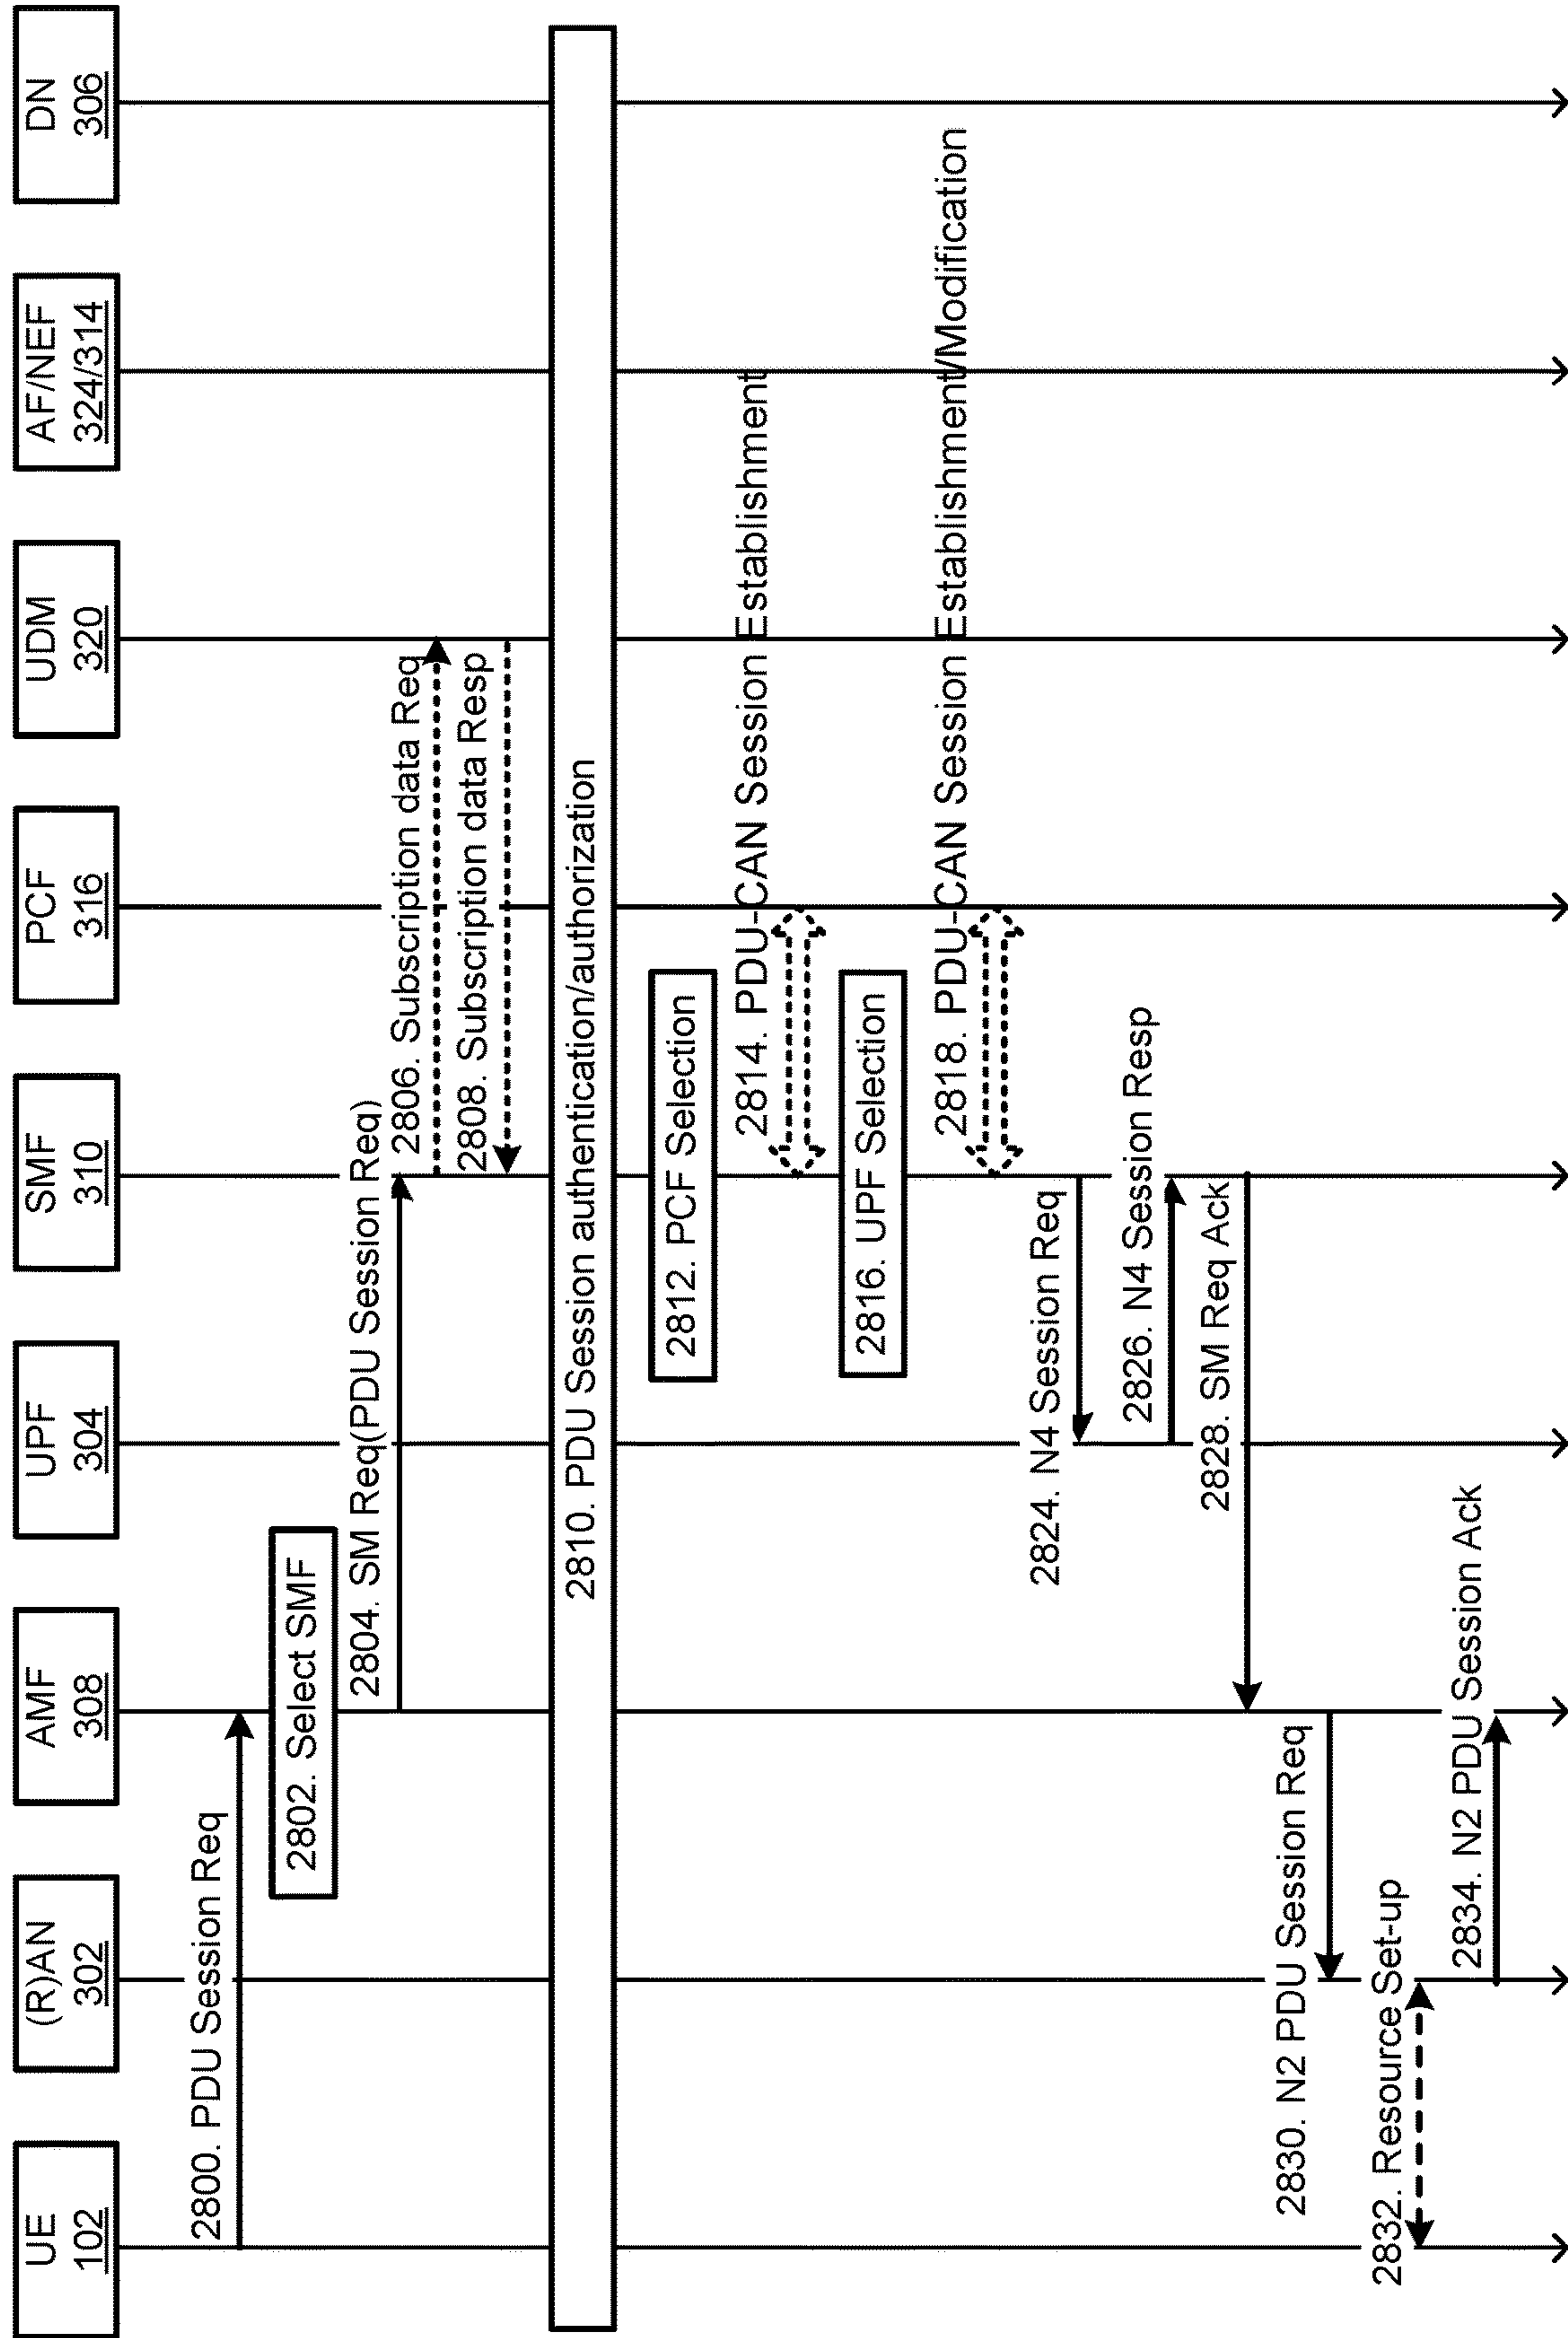 UE
102
(R)AN
302
AMF
308
UPF
304
SMF
310
PCF
316
UDM
320
AF/NEF
324/314
DN
306
2800. PDU Session Req
2802. Select SMF
2804. SM Req(PDU Session Req)
2806. Subscription data Req
2808. Subscription data Resp
2810. PDU Session authentication/authorization
2812. PCF Selection
2814. PDU-CAN Session Establishment
2816. UPF Selection
2818. PDU-CAN Session Establishment/Modification
2824. N4 Session Req
2826. N4 Session Resp
2828. SM Req Ack
2830. N2 PDU Session Req
2832. Resource Set-up
2834. N2 PDU Session Ack